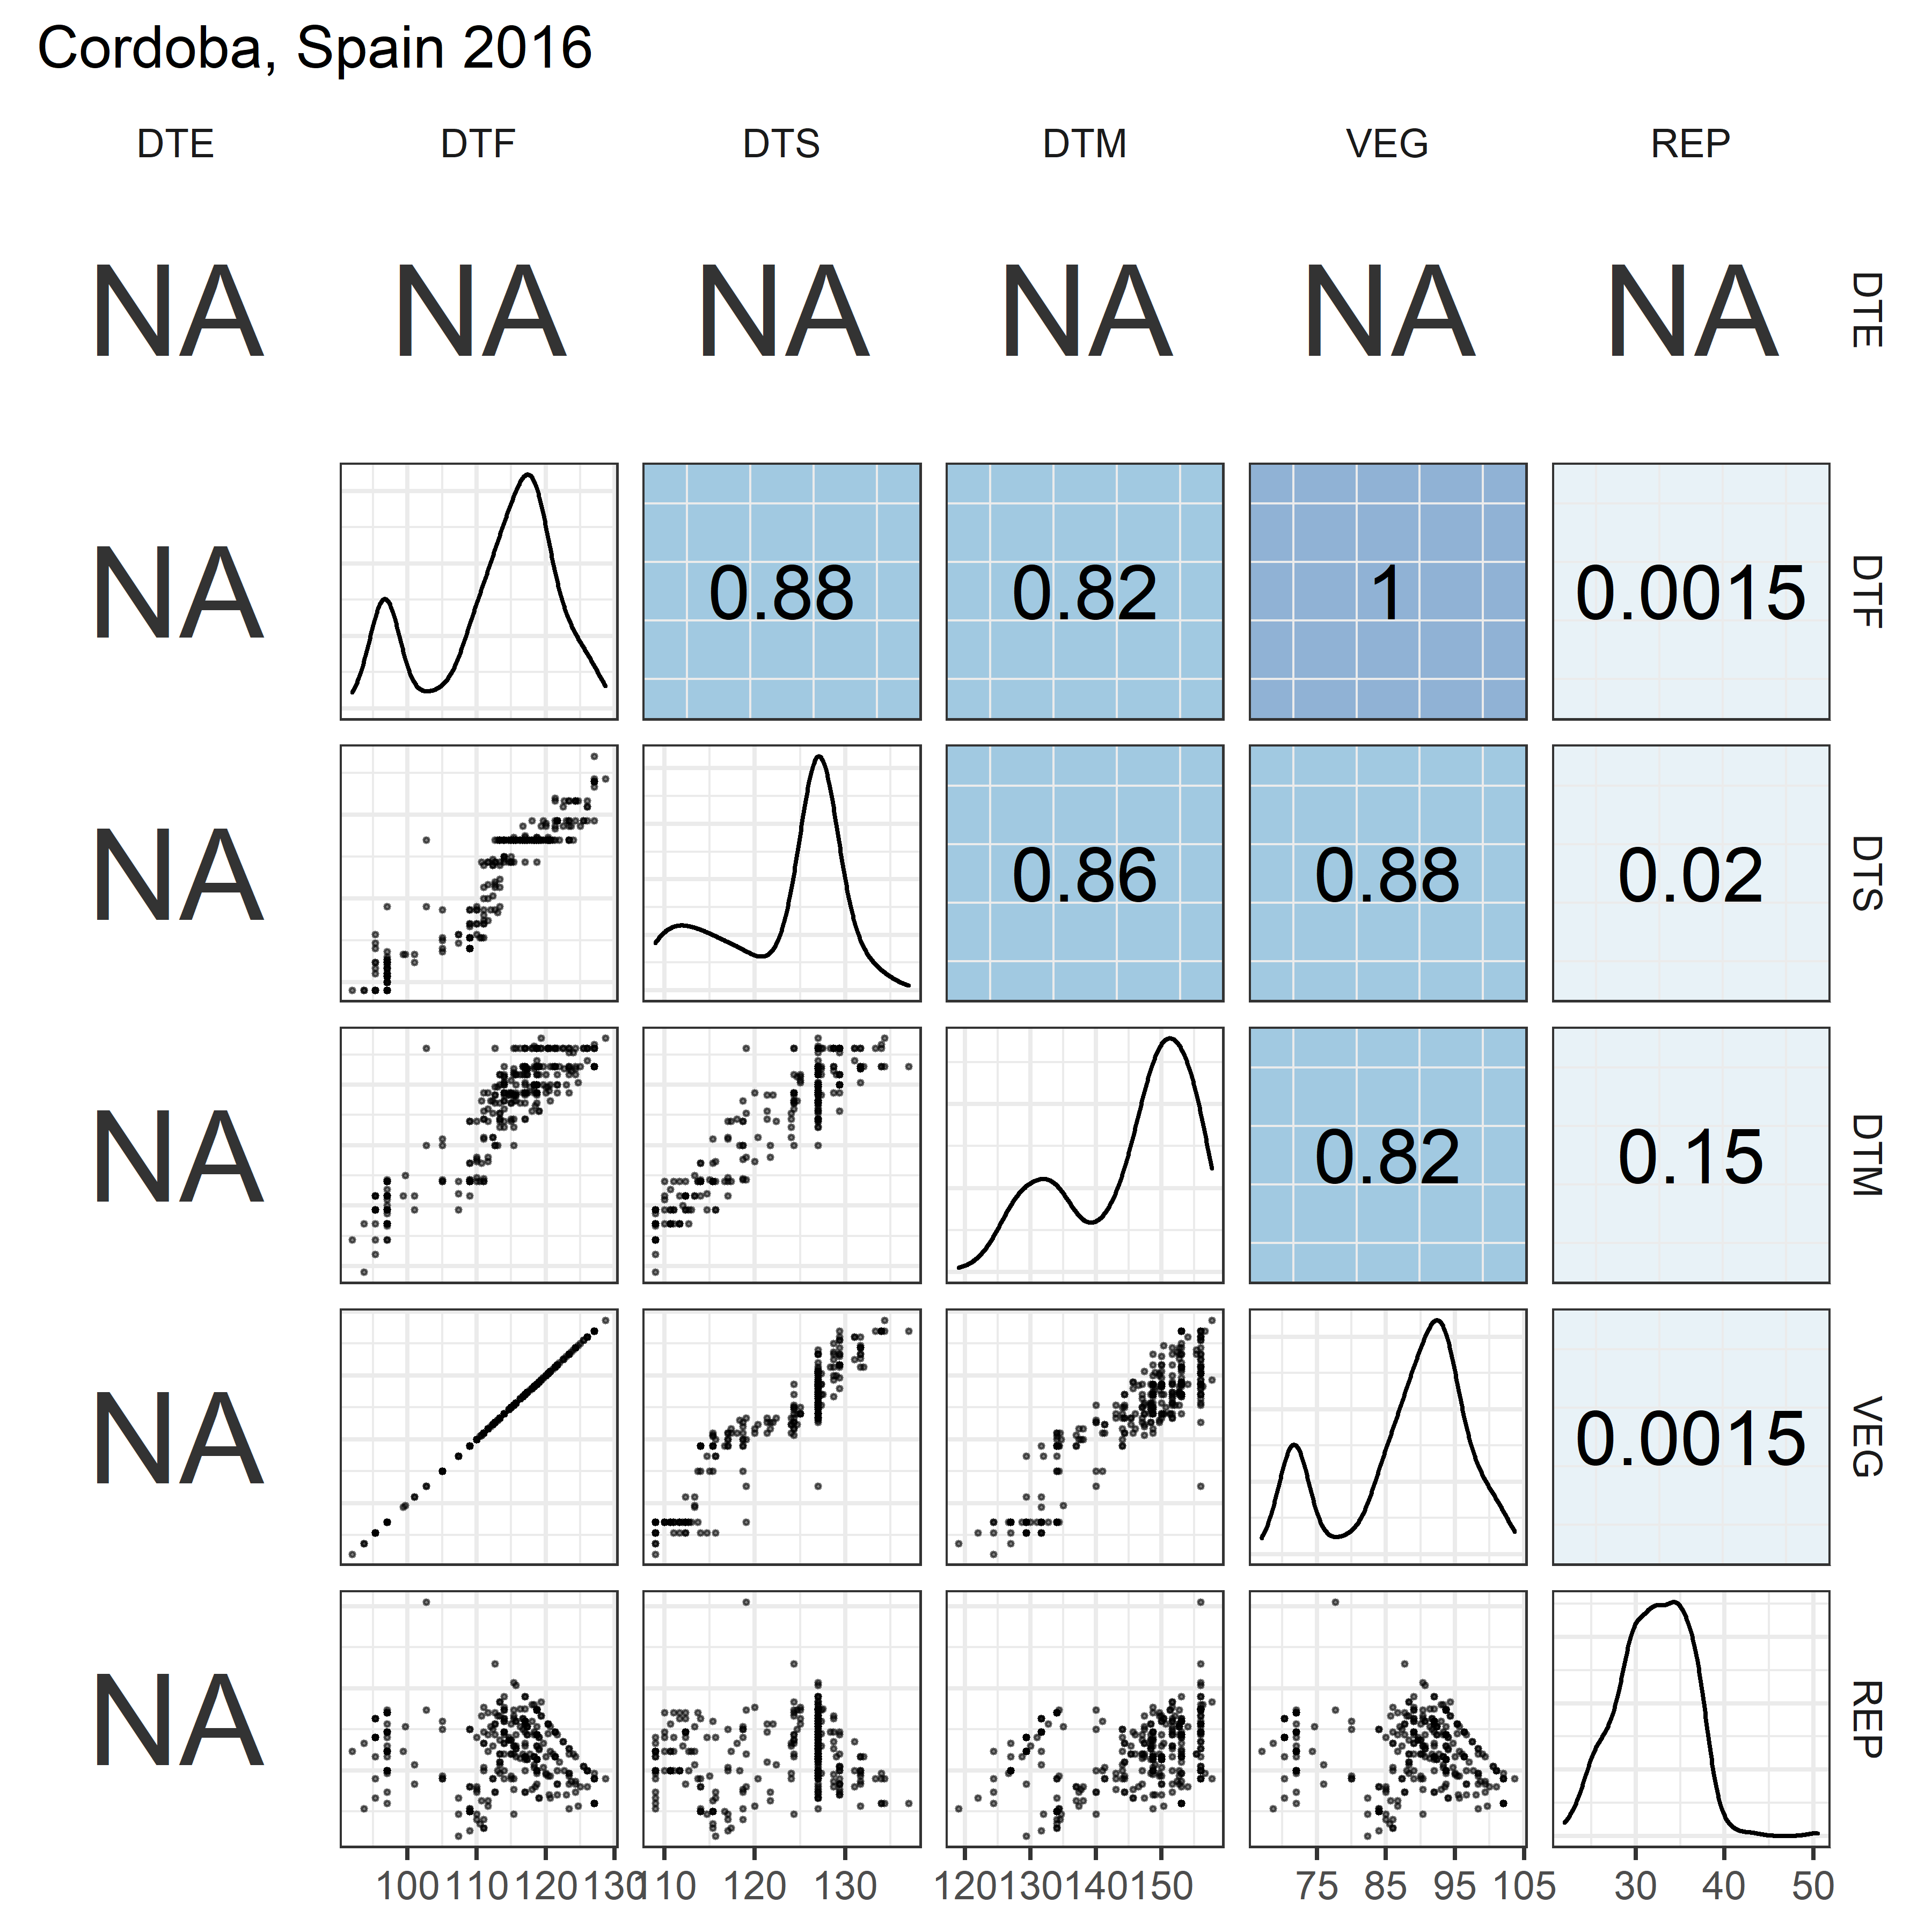 Cordoba, Spain 2016
DTE DTF DTS DTM VEG REP
NA NA NA NA NA NA DTE
NA 0.88 0.82 1 0.0015 DTF
NA 0.86 0.88 0.02 DTS
NA 0.82 0.15 DTM
NA 0.0015 VEG
NA REP
100 110 120 130 110 120 130 120 130 140 150 75 85 95 105 30 40 50